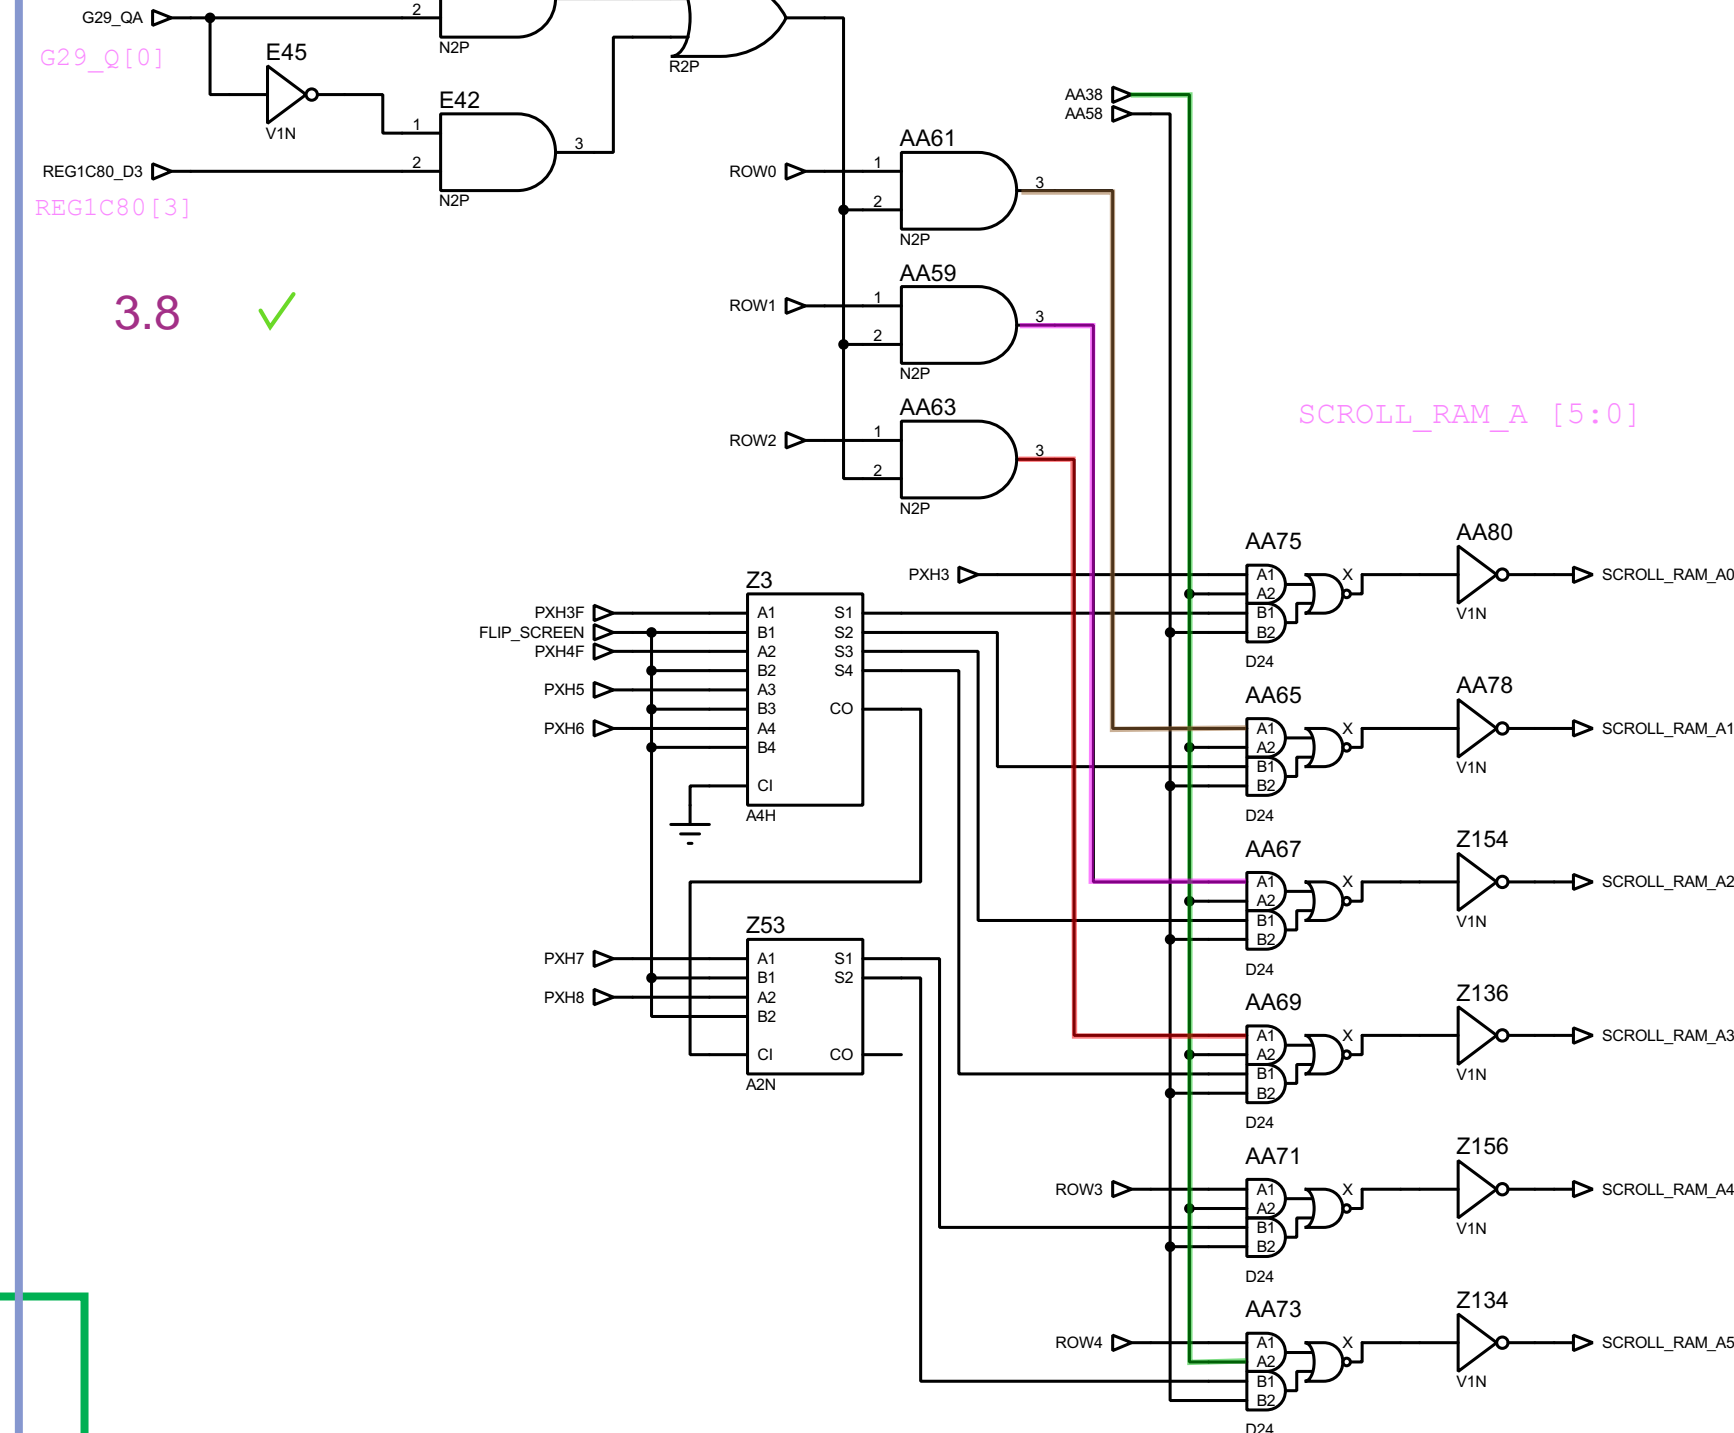 G29_QA
2
N2P
G29_Q[0]
E45
V1N
R2P
E42
1
2
3
N2P
REG1C80_D3
REG1C80[3]
3.8
AA38
AA58
AA61
ROW0
1
2
3
N2P
AA59
ROW1
1
2
3
N2P
AA63
ROW2
1
2
3
N2P
SCROLL_RAM_A [5:0]
Z3
PXH3F
FLIP_SCREEN
PXH4F
PXH5
PXH6
A1
B1
A2
B2
A3
B3
A4
B4
CI
S1
S2
S3
S4
CO
A4H
Z53
PXH7
PXH8
A1
B1
A2
B2
CI
S1
S2
CO
A2N
PXH3
AA75
A1
A2
B1
B2
X
D24
AA80
V1N
SCROLL_RAM_A0
AA65
A1
A2
B1
B2
X
D24
AA78
V1N
SCROLL_RAM_A1
AA67
A1
A2
B1
B2
X
D24
Z154
V1N
SCROLL_RAM_A2
AA69
A1
A2
B1
B2
X
D24
Z136
V1N
SCROLL_RAM_A3
AA71
ROW3
A1
A2
B1
B2
X
D24
Z156
V1N
SCROLL_RAM_A4
AA73
ROW4
A1
A2
B1
B2
X
D24
Z134
V1N
SCROLL_RAM_A5